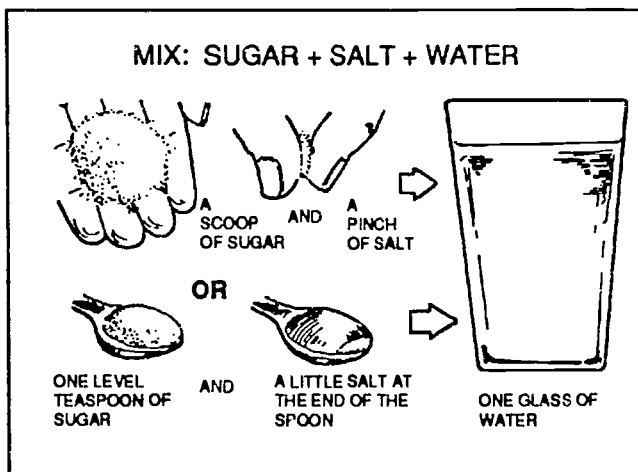 MIX: SUGAR + SALT + WATER
A
SCOOP
OF SUGAR
AND
A
PINCH
OF SALT
OR
ONE LEVEL
TEASPOON OF
SUGAR
AND
A LITTLE SALT AT
THE END OF THE
SPOON
ONE GLASS OF
WATER